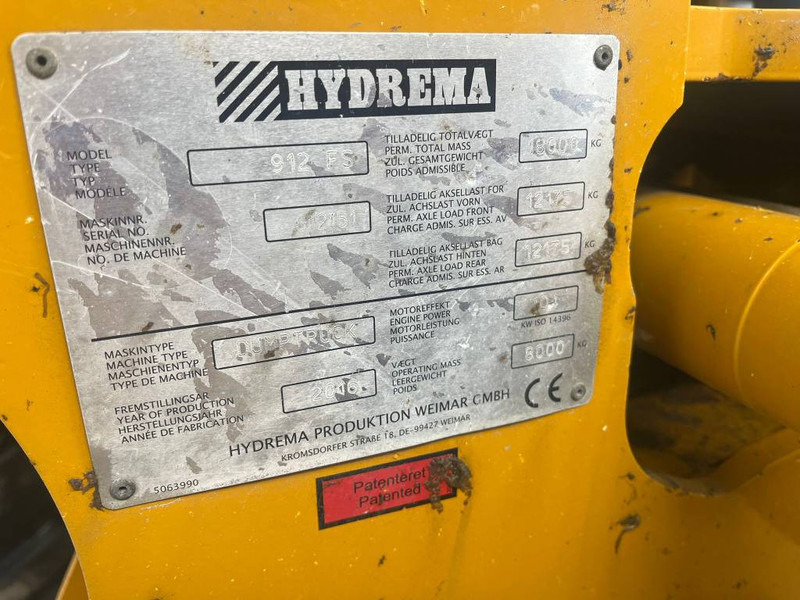 HYDREMA
MODEL
TYPE
TYP
MODELE
912 FS
MASKINNR.
SERIAL NO.
MASCHINENNR.
NO. DE MACHINE
TILLADELIG TOTALVÆGT
PERM. TOTAL MASS
ZUL. GESAMTGEWICHT
POIDS ADMISSIBLE
KG
TILLADELIG AKSELLAST FOR
ZUL. ACHSLAST VORN
PERM. AXLE LOAD FRONT
CHARGE ADMIS. SUR ESS. AV
KG
TILLADELIG AKSELLAST BAG
ZUL. ACHSLAST HINTEN
PERM. AXLE LOAD REAR
CHARGE ADMIS. SUR ESS. AR
12175
KG
MASKINTYPE
MACHINE TYPE
MASCHIENENTYP
TYPE DE MACHINE
DUMPTRUCK
FREMSTILLINGSAR
YEAR OF PRODUCTION
HERSTELLUNGSJAHR
ANNÉE DE FABRICATION
MOTOREFFEKT
ENGINE POWER
MOTORLEISTUNG
PUISSANCE
KW ISO 14396
VÆGT
OPERATING MASS
LEERGEWICHT
POIDS
8000
KG
CE
HYDREMA PRODUKTION WEIMAR GMBH
KROMSDORFER STRAßE 18, DE-99427 WEIMAR
5063990
Patenteret
Patented